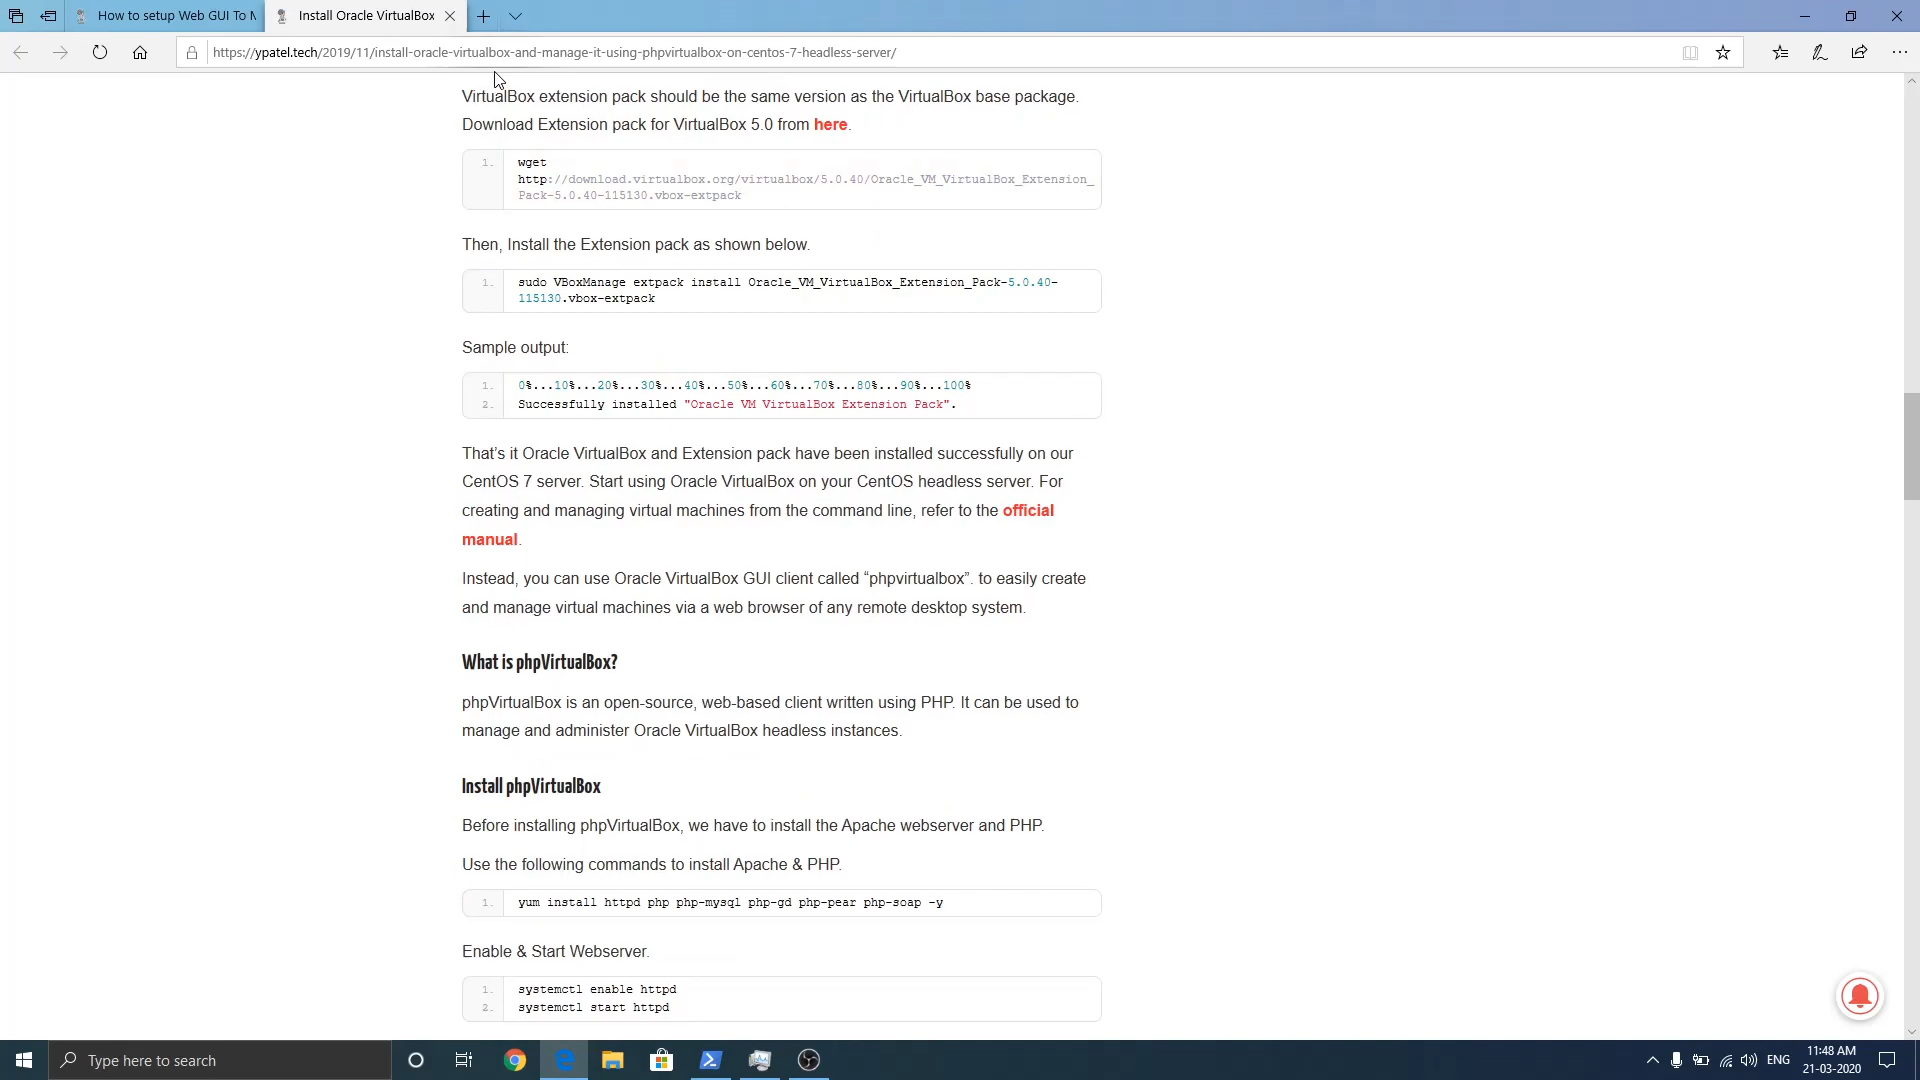 How to setup Web GUI To M
Install Oracle VirtualBox
https://ypatel.tech/2019/11/install-oracle-virtualbox-and-manage-it-using-phpvirtualbox-on-centos-7-headless-server/
VirtualBox extension pack should be the same version as the VirtualBox base package.
Download Extension pack for VirtualBox 5.0 from here.
1. wget
http://download.virtualbox.org/virtualbox/5.0.40/Oracle_VM_VirtualBox_Extension_
Pack-5.0.40-115130.vbox-extpack
Then, Install the Extension pack as shown below.
1. sudo VBoxManage extpack install Oracle_VM_VirtualBox_Extension_Pack-5.0.40-
115130.vbox-extpack
Sample output:
1. 0%...10%...20%...30%...40%...50%...60%...70%...80%...90%...100%
2. Successfully installed "Oracle VM VirtualBox Extension Pack".
That’s it Oracle VirtualBox and Extension pack have been installed successfully on our
CentOS 7 server. Start using Oracle VirtualBox on your CentOS headless server. For
creating and managing virtual machines from the command line, refer to the official
manual.
Instead, you can use Oracle VirtualBox GUI client called “phpvirtualbox”. to easily create
and manage virtual machines via a web browser of any remote desktop system.
What is phpVirtualBox?
phpVirtualBox is an open-source, web-based client written using PHP. It can be used to
manage and administer Oracle VirtualBox headless instances.
Install phpVirtualBox
Before installing phpVirtualBox, we have to install the Apache webserver and PHP.
Use the following commands to install Apache & PHP.
1. yum install httpd php php-mysql php-gd php-pear php-soap -y
Enable & Start Webserver.
1. systemctl enable httpd
2. systemctl start httpd
Type here to search
ENG
11:48 AM
21-03-2020